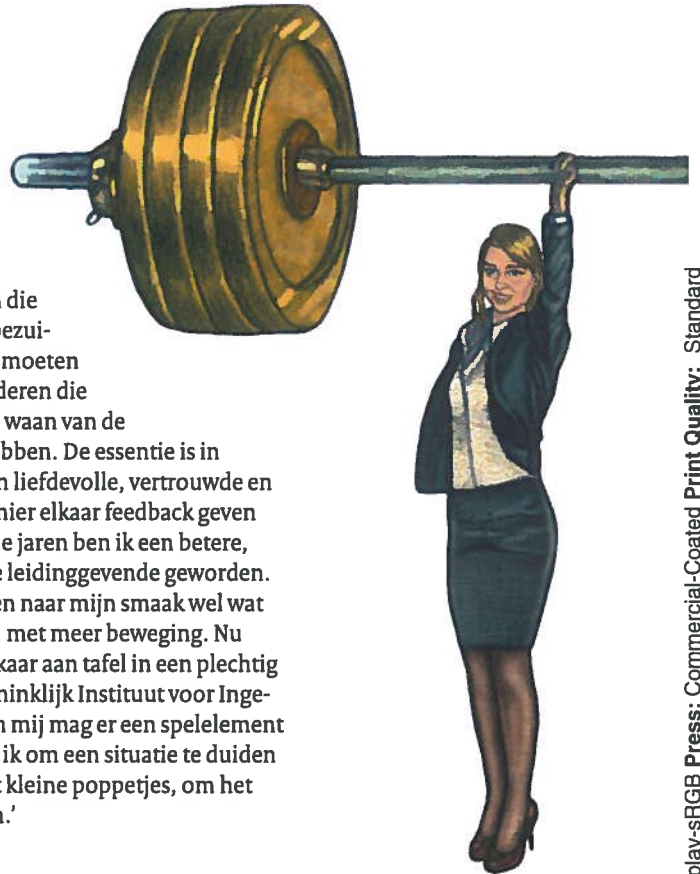 die
bezui-
moeten
deren die
waan van de
bben. De essentie is in
n liefdevolle, vertrouwde en
nier elkaar feedback geven
e jaren ben ik een betere,
e leidinggevende geworden.
en naar mijn smaak wel wat
met meer beweging. Nu
kaar aan tafel in een plechtig
ninklijk Instituut voor Inge-
n mij mag er een spelelement
ik om een situatie te duiden
t kleine poppetjes, om het
n.’
play-sRGB Press: Commercial-Coated Print Quality: Standard